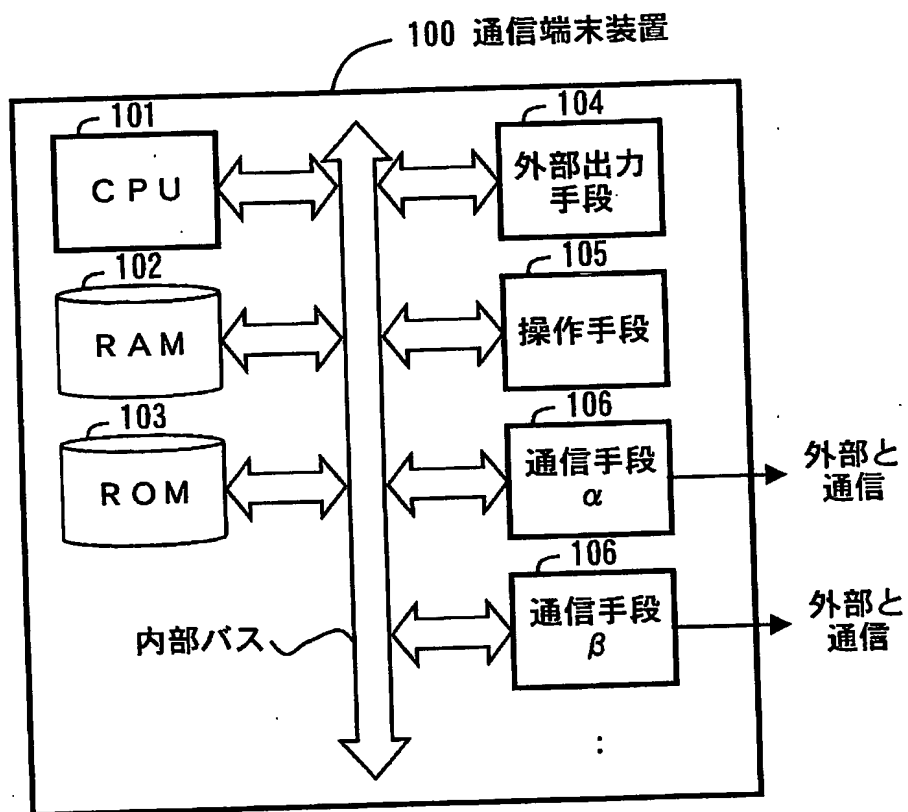 100 通信端末装置
101
CPU
102
RAM
103
ROM
内部バス
104
外部出力
手段
105
操作手段
106
通信手段
α
外部と
通信
106
通信手段
β
外部と
通信
: